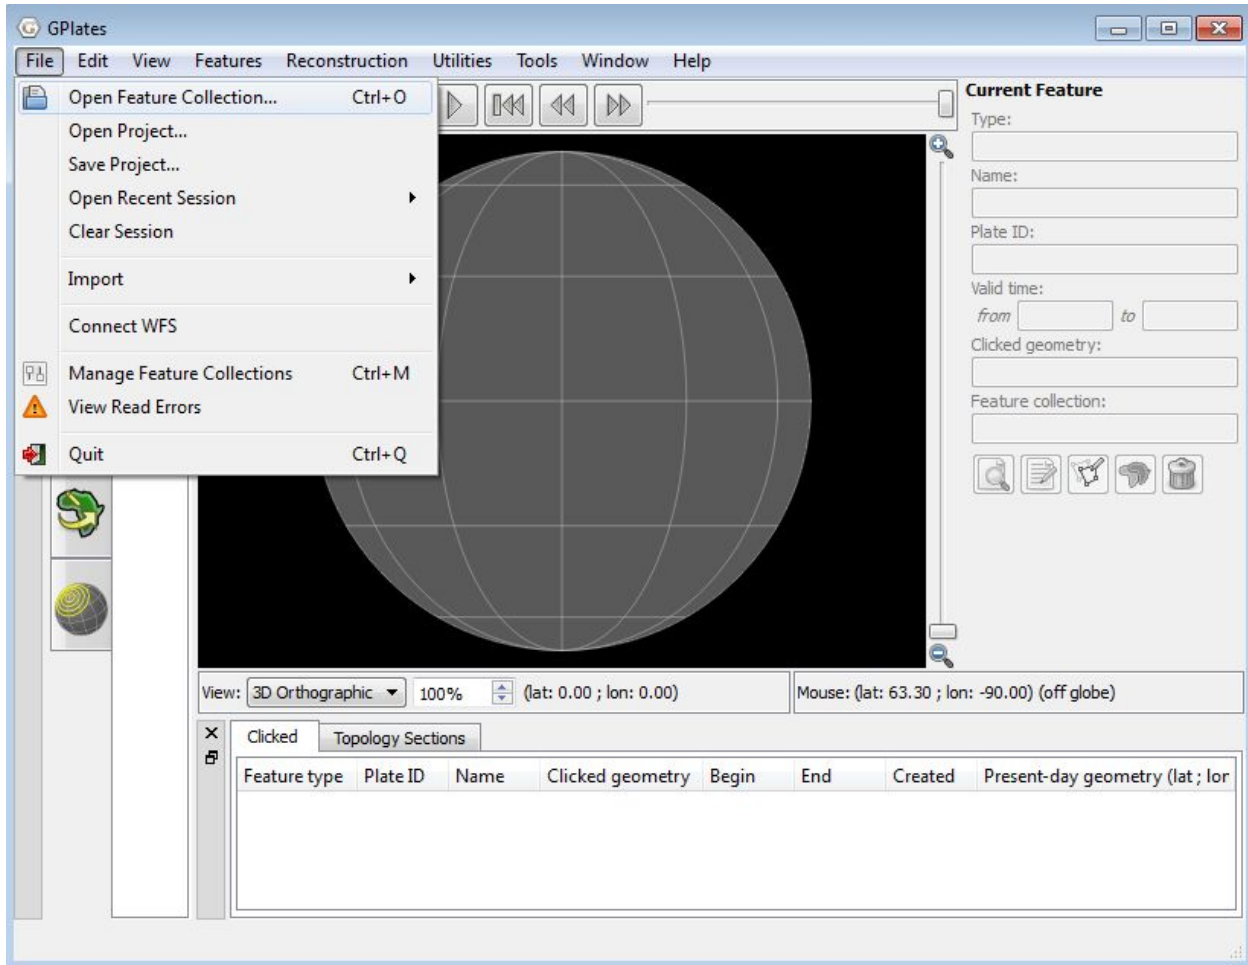 GPlates
File Edit View Features Reconstruction Utilities Tools Window Help
Open Feature Collection... Ctrl+O
Open Project...
Save Project...
Open Recent Session
Clear Session
Import
Connect WFS
Manage Feature Collections Ctrl+M
View Read Errors
Quit Ctrl+Q
Current Feature
Type:
Name:
Plate ID:
Valid time:
from to
Clicked geometry:
Feature collection:
View: 3D Orthographic 100% (lat: 0.00 ; lon: 0.00) Mouse: (lat: 63.30 ; lon: -90.00) (off globe)
Clicked Topology Sections
Feature type Plate ID Name Clicked geometry Begin End Created Present-day geometry (lat ; lor